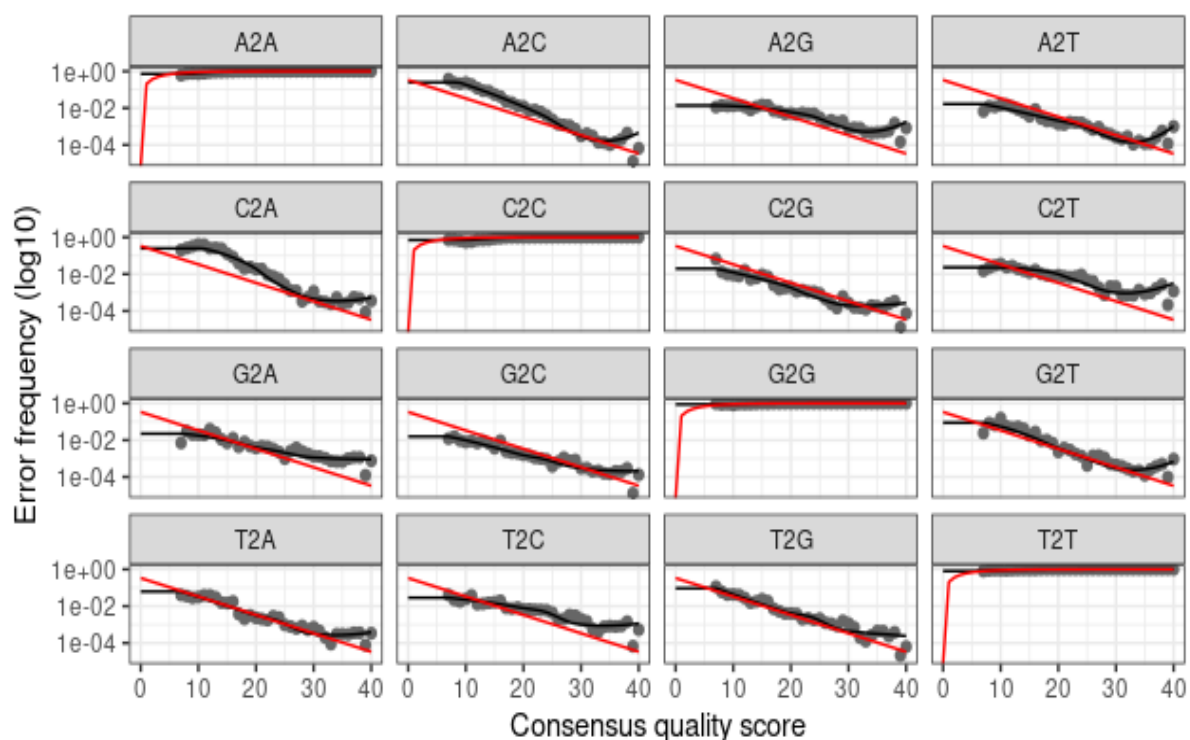 A2A A2C A2G A2T
1e+00
1e-02
1e-04
C2A C2C C2G C2T
1e+00
1e-02
1e-04
G2A G2C G2G G2T
1e+00
1e-02
1e-04
T2A T2C T2G T2T
1e+00
1e-02
1e-04
0 10 20 30 40 0 10 20 30 40 0 10 20 30 40 0 10 20 30 40
Consensus quality score
Error frequency (log10)